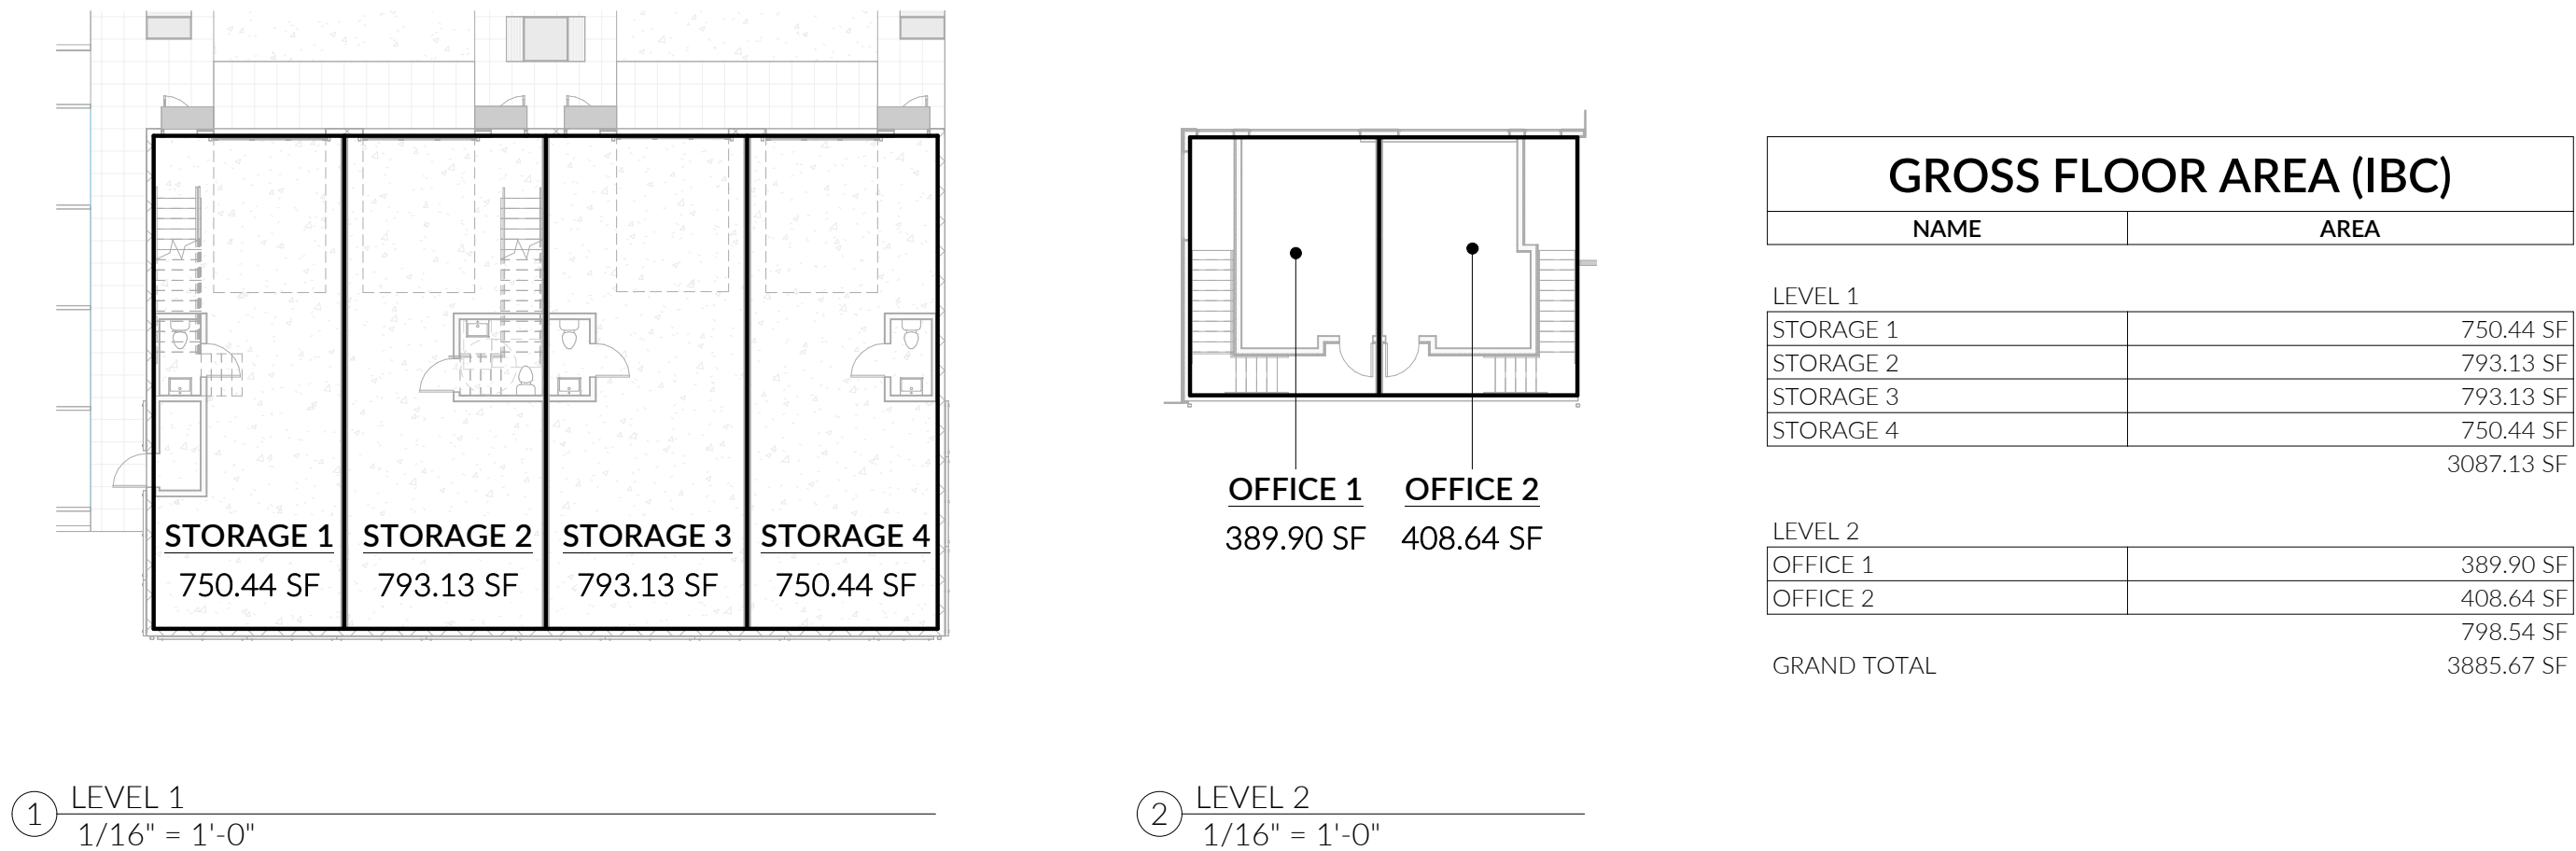 STORAGE 1
750.44 SF
STORAGE 2
793.13 SF
STORAGE 3
793.13 SF
STORAGE 4
750.44 SF
1
LEVEL 1
1/16" = 1'-0"
OFFICE 1
389.90 SF
OFFICE 2
408.64 SF
2
LEVEL 2
1/16" = 1'-0"
GROSS FLOOR AREA (IBC)
NAME AREA
LEVEL 1
STORAGE 1 750.44 SF
STORAGE 2 793.13 SF
STORAGE 3 793.13 SF
STORAGE 4 750.44 SF
3087.13 SF
LEVEL 2
OFFICE 1 389.90 SF
OFFICE 2 408.64 SF
798.54 SF
GRAND TOTAL 3885.67 SF